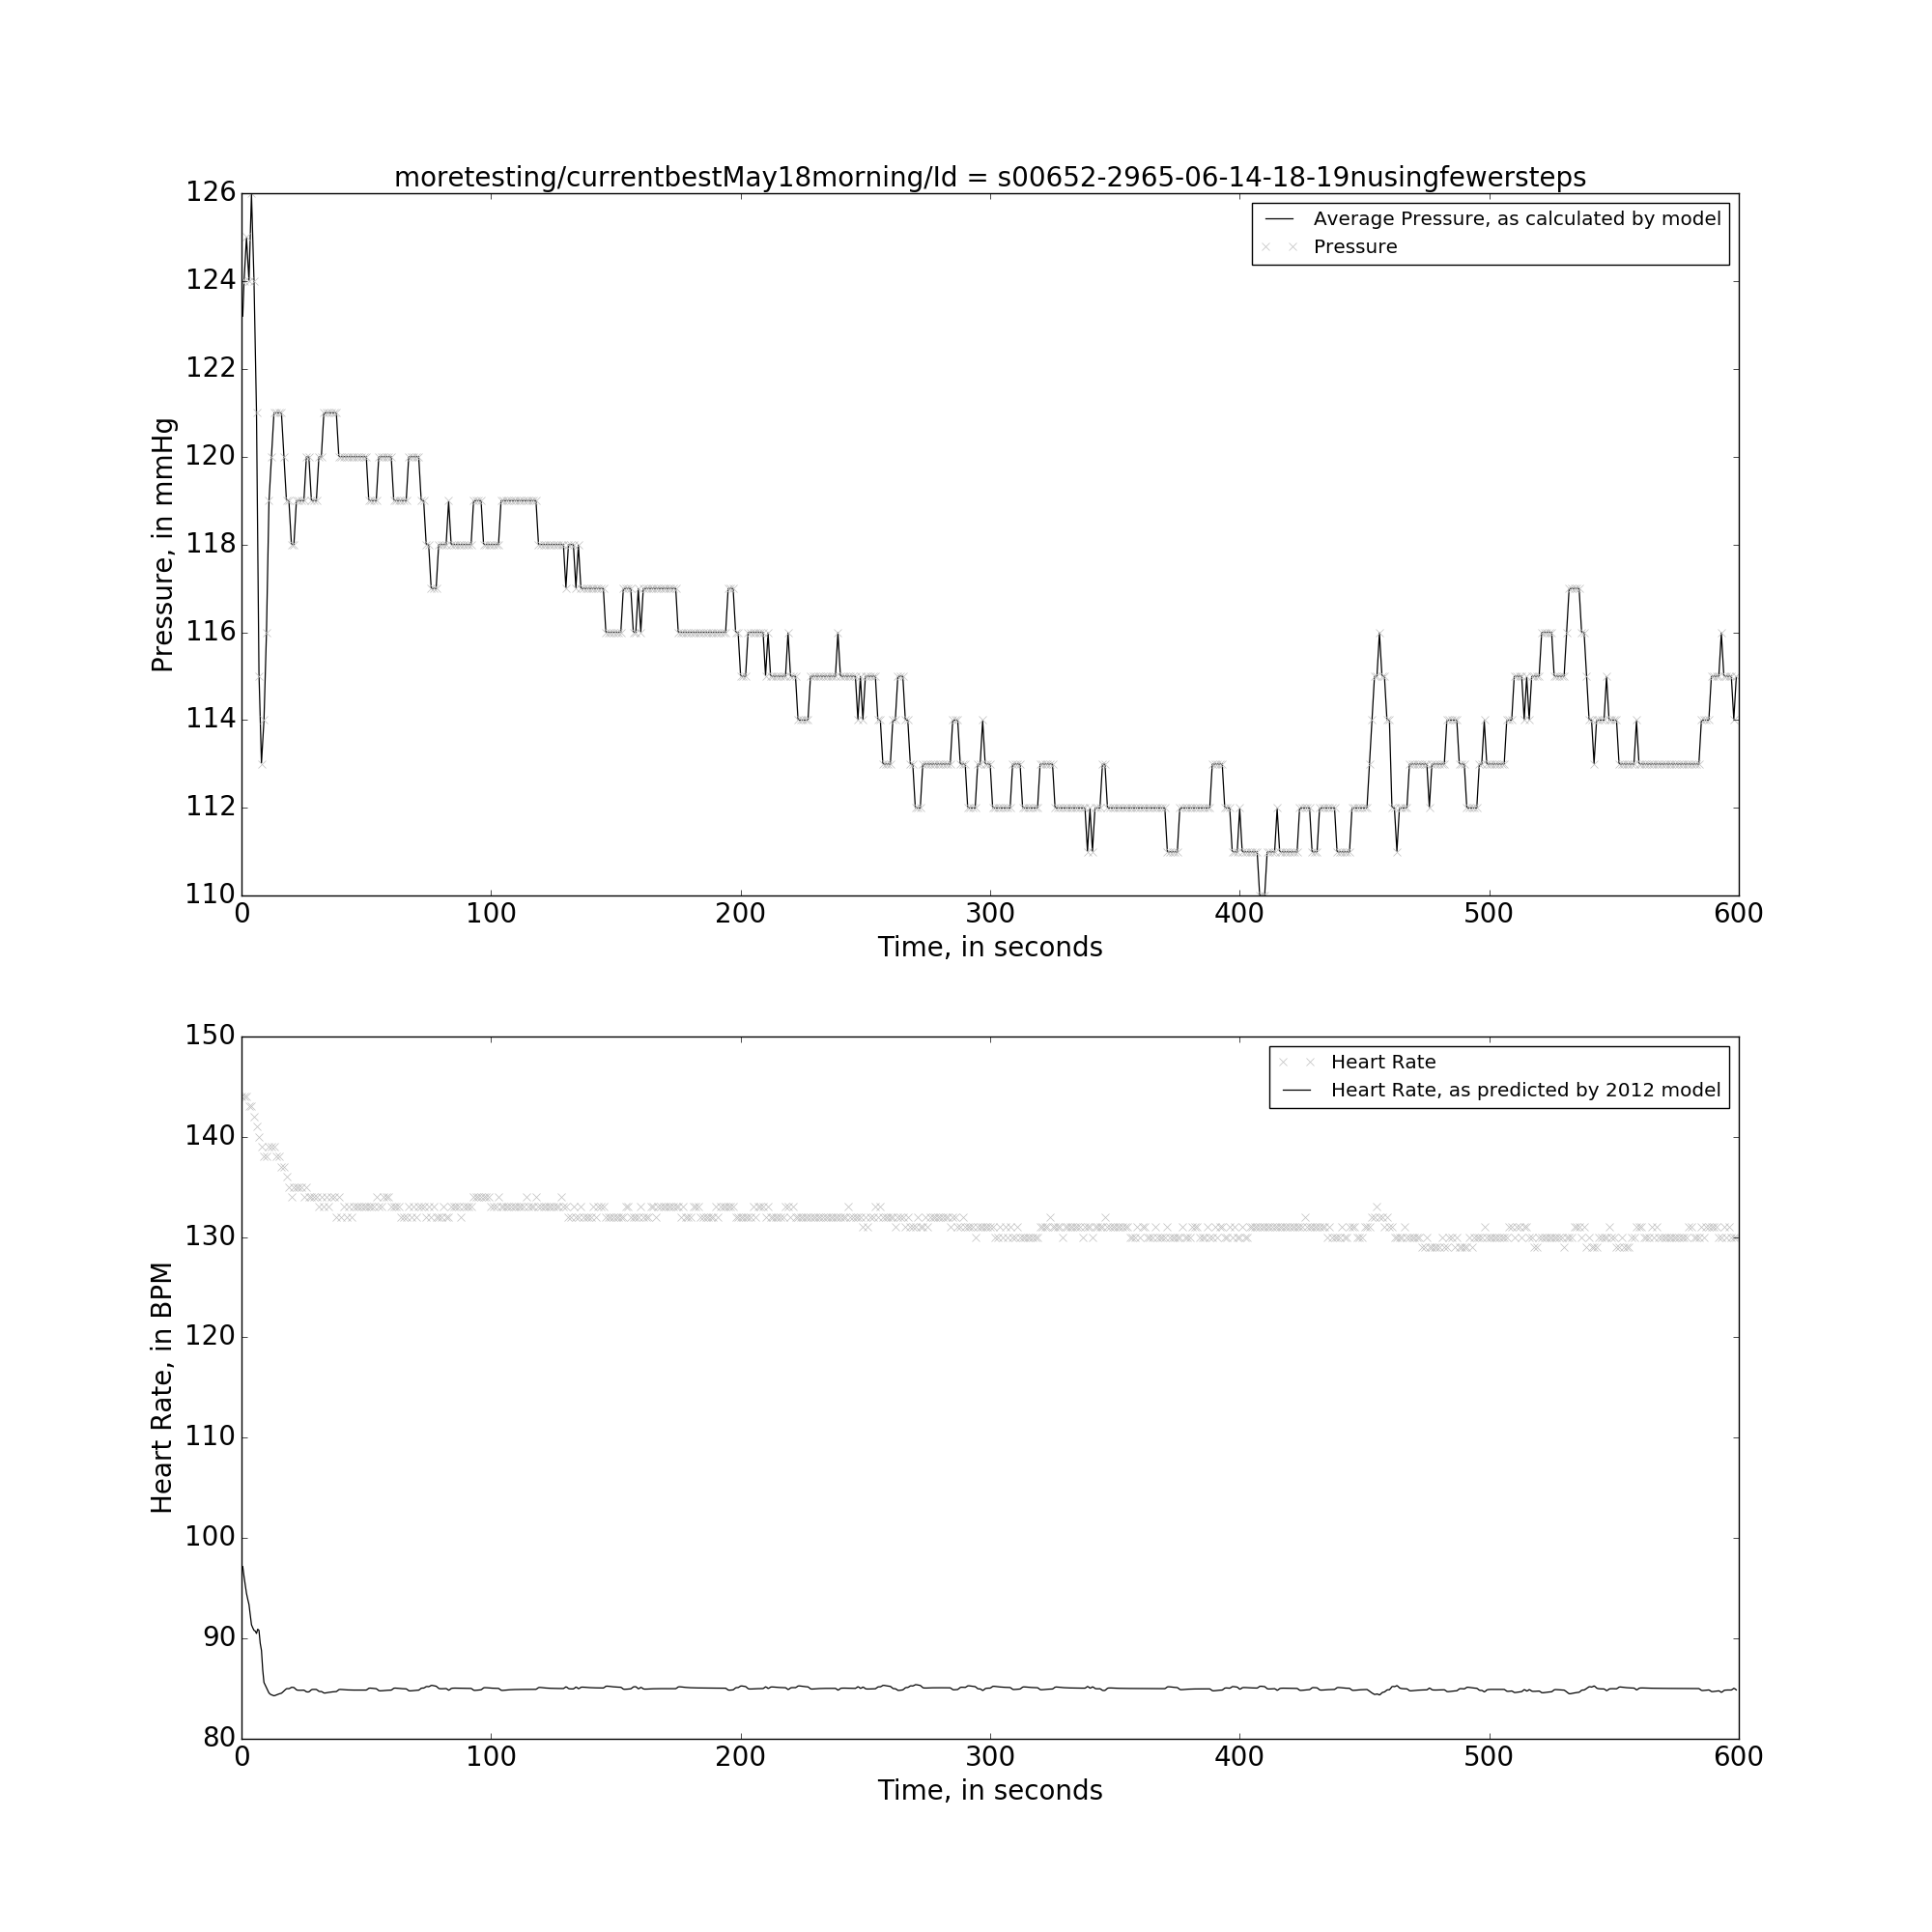 moretesting/currentbestMay18morning/Id = s00652-2965-06-14-18-19nusingfewersteps
126
124
122
120
118
116
114
112
110
Pressure, in mmHg
Average Pressure, as calculated by model
Pressure
0 100 200 300 400 500 600
Time, in seconds
150
140
130
120
110
100
90
80
Heart Rate, in BPM
Heart Rate
Heart Rate, as predicted by 2012 model
0 100 200 300 400 500 600
Time, in seconds